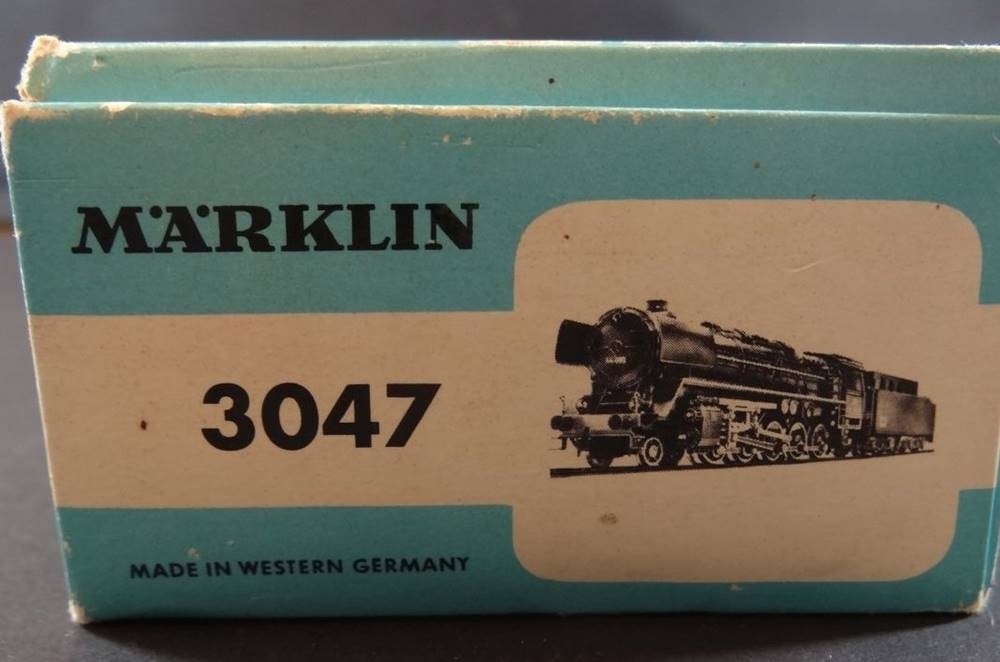 MÄRKLIN
3047
MADE IN WESTERN GERMANY